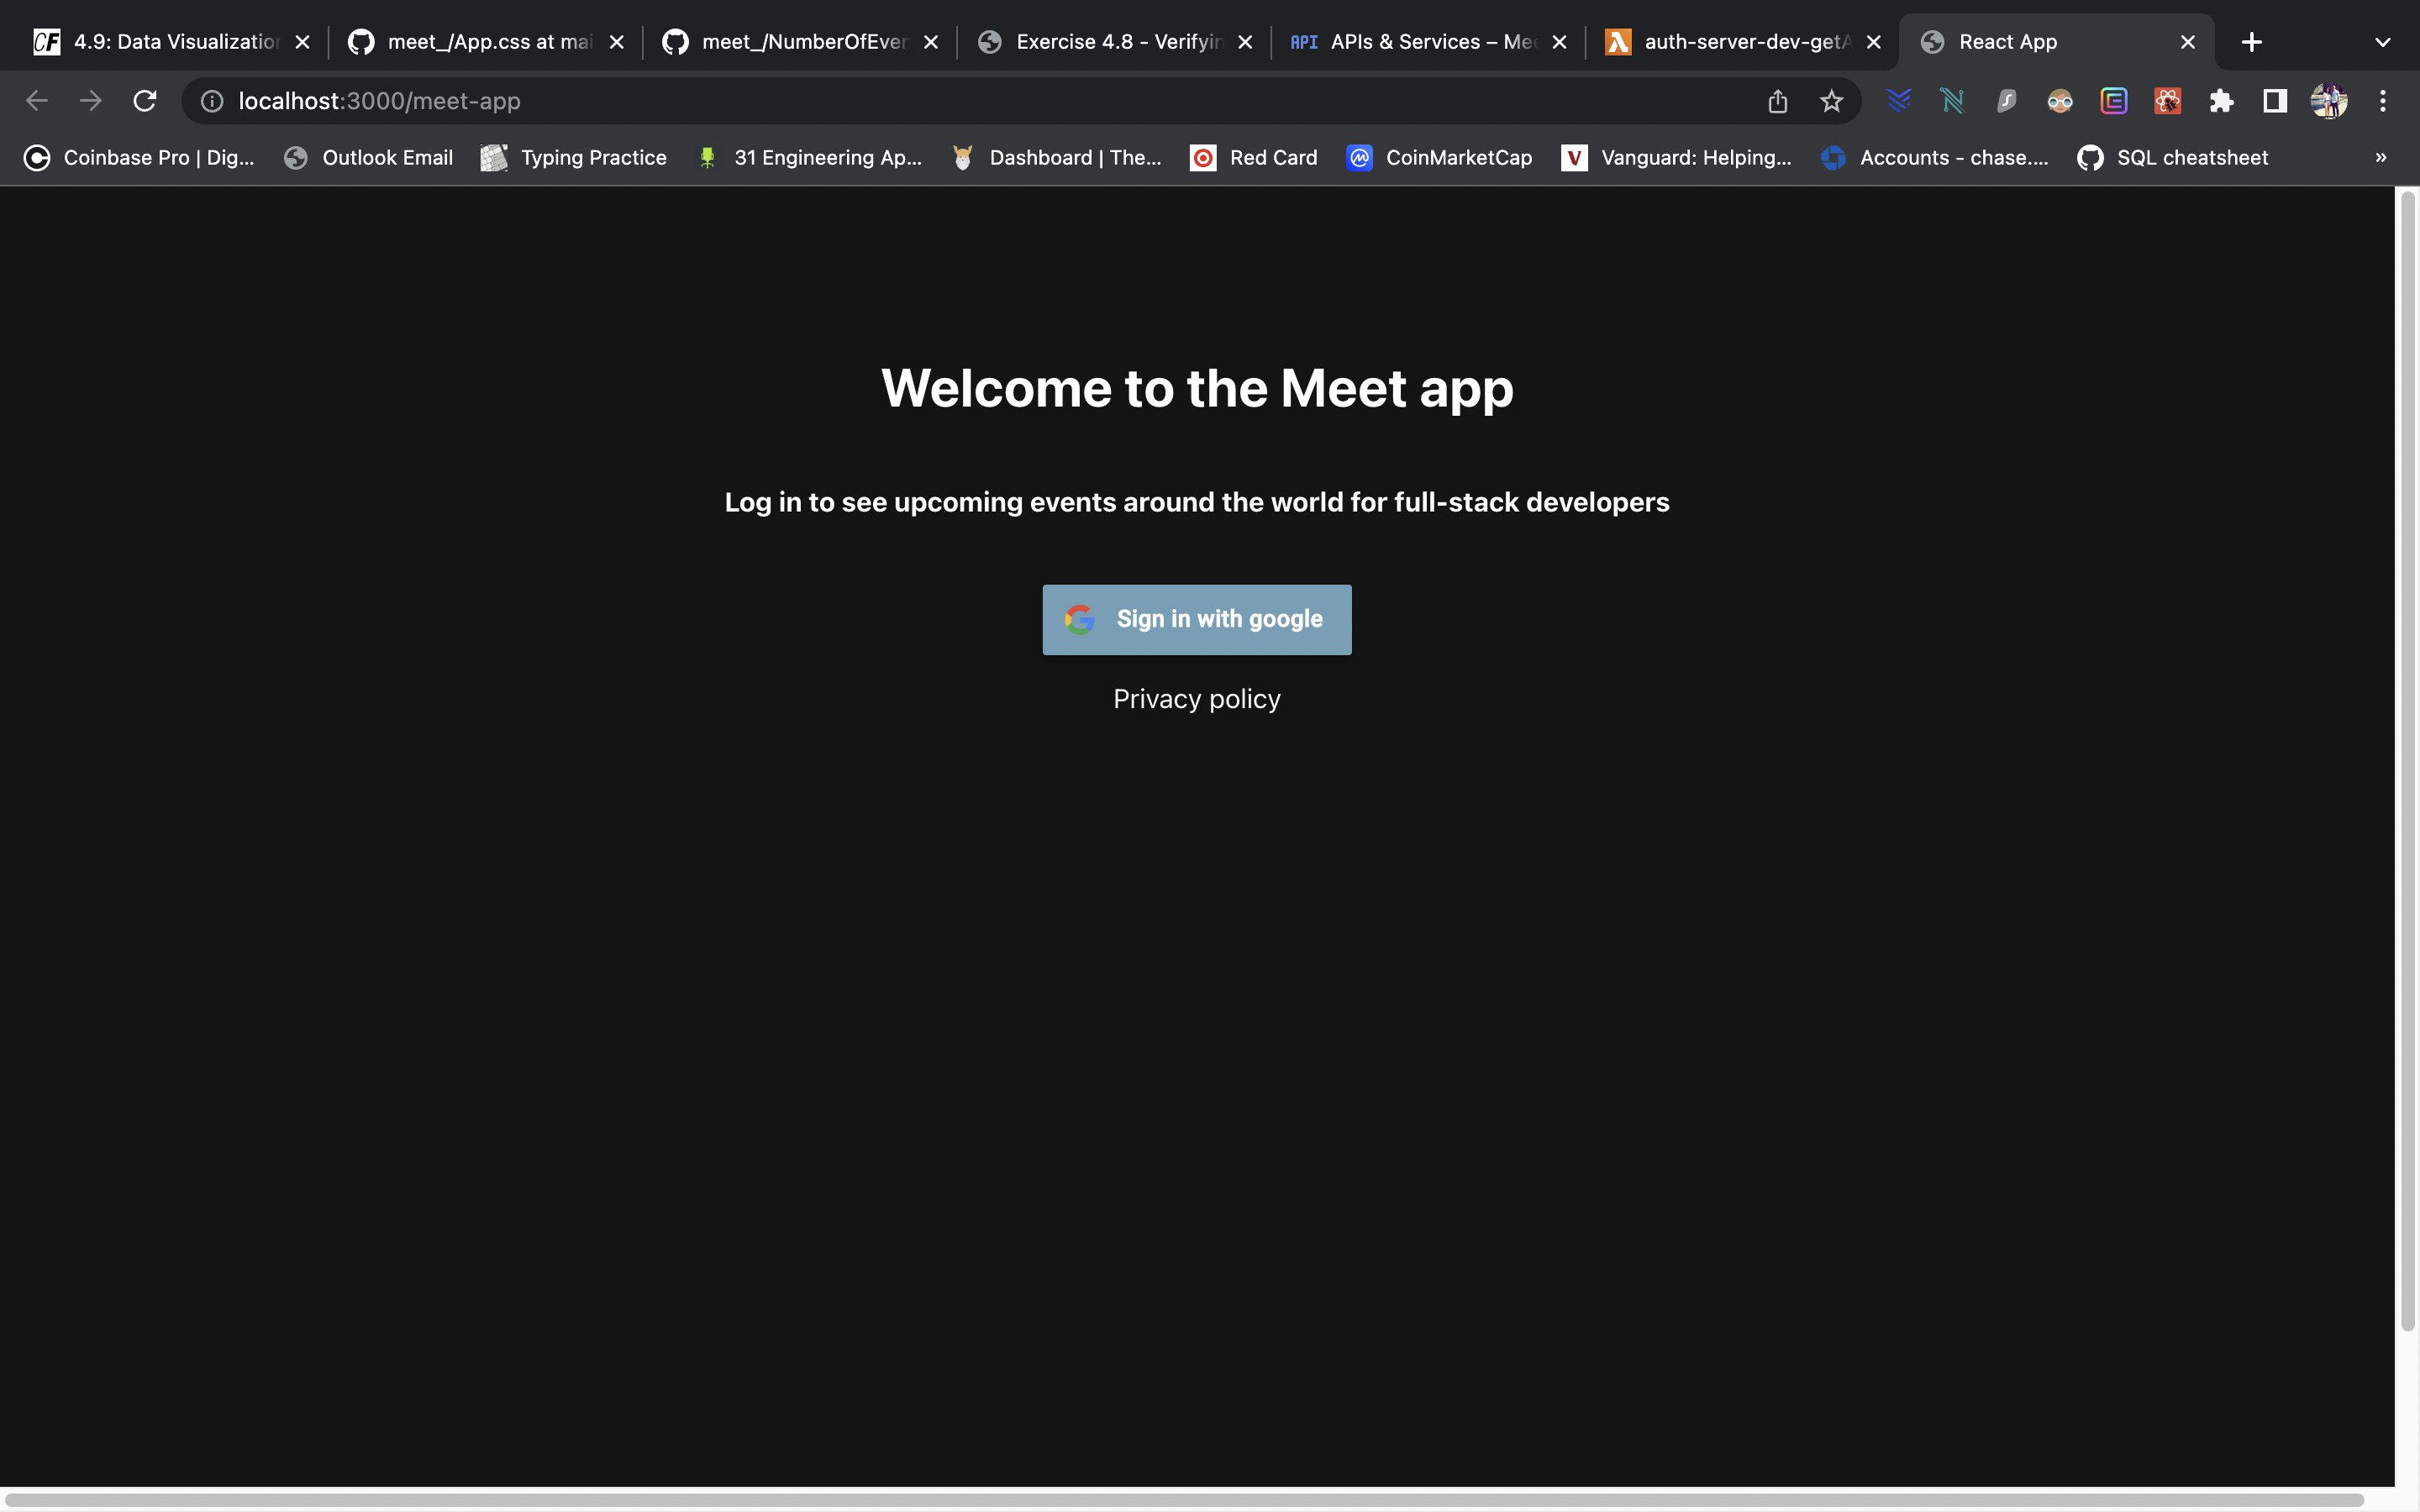 4.9: Data Visualization
meet_/App.css at mai
meet_/NumberOfEver
Exercise 4.8 - Verifyin
API APIs & Services – Mee
auth-server-dev-getA
React App
localhost:3000/meet-app
Coinbase Pro | Dig...
Outlook Email
Typing Practice
31 Engineering Ap...
Dashboard | The...
Red Card
CoinMarketCap
Vanguard: Helping...
Accounts - chase....
SQL cheatsheet
Welcome to the Meet app
Log in to see upcoming events around the world for full-stack developers
Sign in with google
Privacy policy